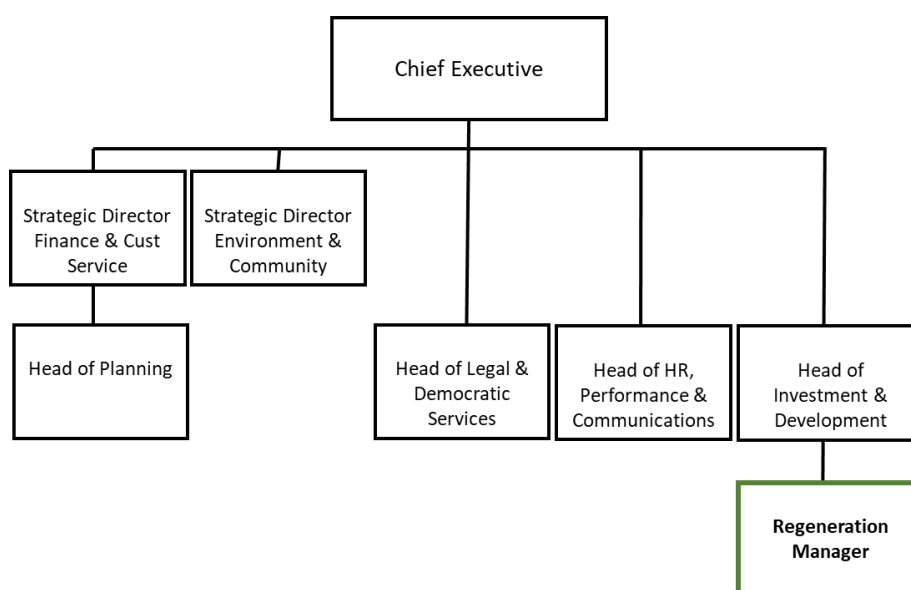 Chief Executive
Strategic Director
Finance & Cust
Service
Strategic Director
Environment &
Community
Head of Planning
Head of Legal &
Democratic
Services
Head of HR,
Performance &
Communications
Head of
Investment &
Development
Regeneration
Manager